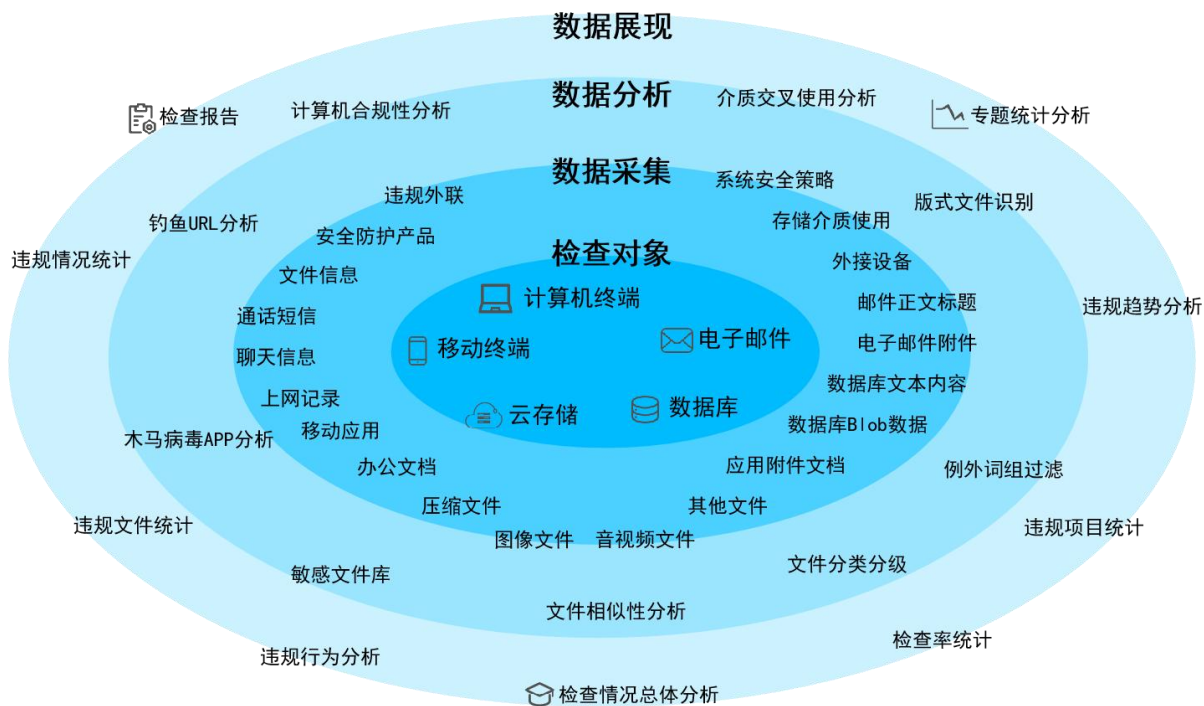 数据展现
数据分析
介质交叉使用分析
计算机合规性分析
检查报告
专题统计分析
数据采集
系统安全策略
违规外联
版式文件识别
钓鱼URL分析
存储介质使用
安全防护产品
检查对象
违规情况统计
外接设备
文件信息
计算机终端
邮件正文标题
违规趋势分析
通话短信
电子邮件
电子邮件附件
移动终端
聊天信息
数据库文本内容
上网记录
云存储
数据库
数据库Blob数据
移动应用
木马病毒APP分析
办公文档
应用附件文档
例外词组过滤
压缩文件
其他文件
违规文件统计
违规项目统计
图像文件
音视频文件
文件分类分级
敏感文件库
文件相似性分析
检查率统计
违规行为分析
检查情况总体分析